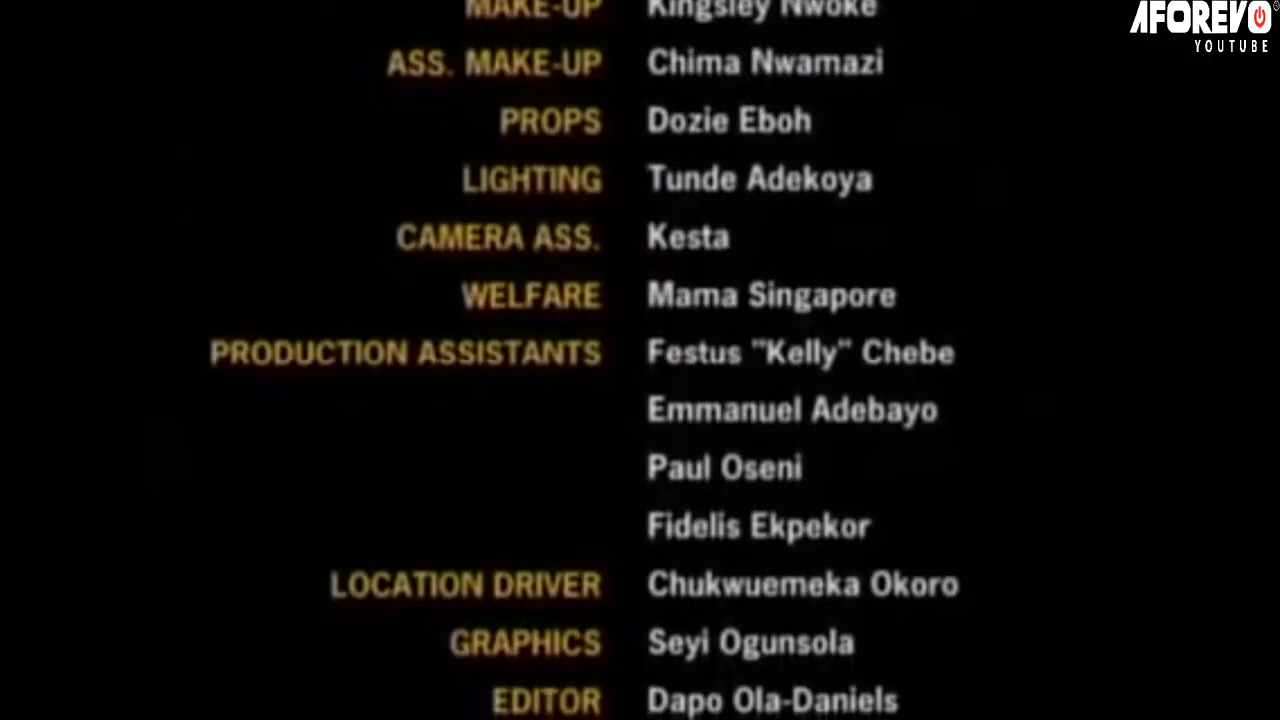 MAKE-UP Kingsley Nwoke
AFOREVO
YOUTUBE
ASS. MAKE-UP Chima Nwamazi
PROPS Dozie Eboh
LIGHTING Tunde Adekoya
CAMERA ASS. Kesta
WELFARE Mama Singapore
PRODUCTION ASSISTANTS Festus "Kelly" Chebe
Emmanuel Adebayo
Paul Oseni
Fidelis Ekpekor
LOCATION DRIVER Chukwuemeka Okoro
GRAPHICS Seyi Ogunsola
EDITOR Dapo Ola-Daniels